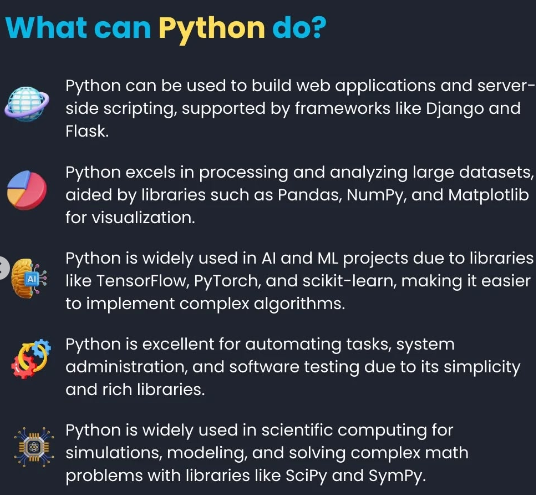 What can Python do?
Python can be used to build web applications and server-
side scripting, supported by frameworks like Django and
Flask.
Python excels in processing and analyzing large datasets,
aided by libraries such as Pandas, NumPy, and Matplotlib
for visualization.
Python is widely used in AI and ML projects due to libraries
like TensorFlow, PyTorch, and scikit-learn, making it easier
to implement complex algorithms.
AI
Python is excellent for automating tasks, system
administration, and software testing due to its simplicity
and rich libraries.
Python is widely used in scientific computing for
simulations, modeling, and solving complex math
problems with libraries like SciPy and SymPy.